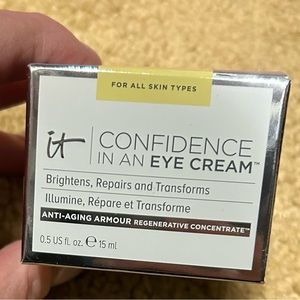 FOR ALL SKIN TYPES
it
CONFIDENCE
IN AN EYE CREAM™
Brightens, Repairs and Transforms
Illumine, Répare et Transforme
ANTI-AGING ARMOUR REGENERATIVE CONCENTRATE™
0.5 US fl. oz. ℮ 15 ml